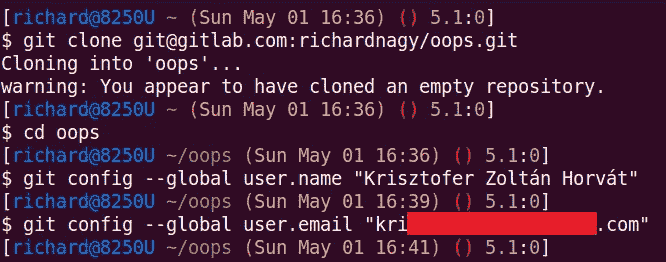 [richard@8250U ~ (Sun May 01 16:36) () 5.1:0]
$ git clone git@gitlab.com:richardnagy/oops.git
Cloning into 'oops'...
warning: You appear to have cloned an empty repository.
[richard@8250U ~ (Sun May 01 16:36) () 5.1:0]
$ cd oops
[richard@8250U ~/oops (Sun May 01 16:36) () 5.1:0]
$ git config --global user.name "Krisztofer Zoltán Horvát"
[richard@8250U ~/oops (Sun May 01 16:39) () 5.1:0]
$ git config --global user.email "kri .com"
[richard@8250U ~/oops (Sun May 01 16:41) () 5.1:0]